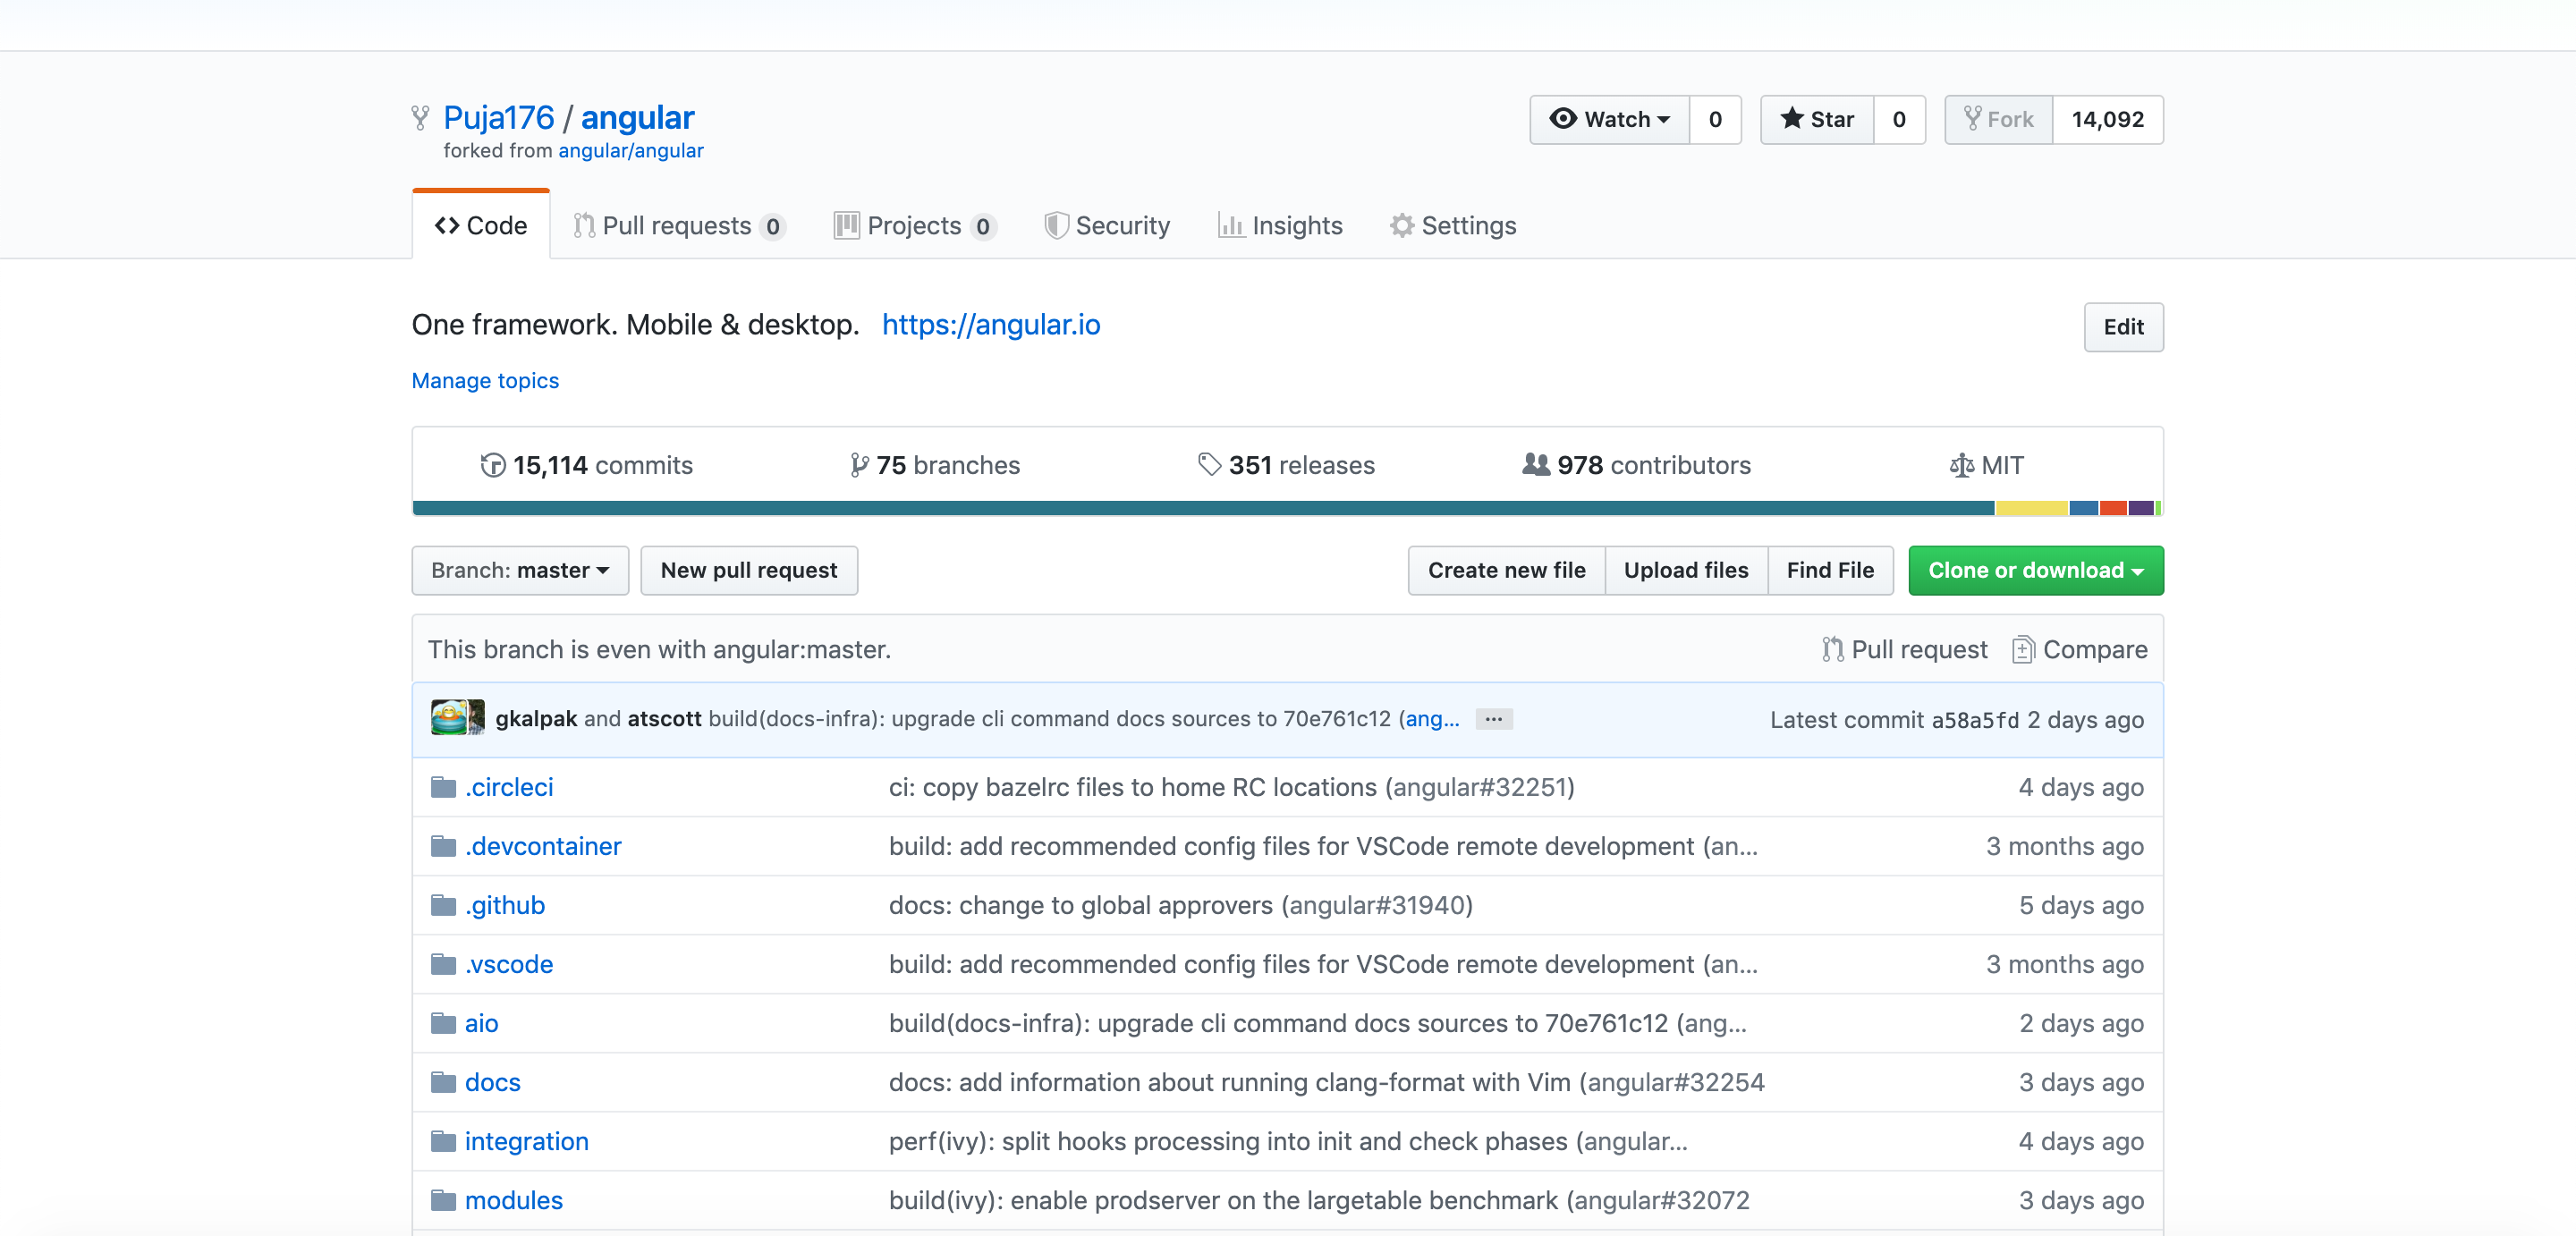 Puja176 / angular
forked from angular/angular
Watch 0 Star 0 Fork 14,092
Code Pull requests 0 Projects 0 Security Insights Settings
One framework. Mobile & desktop. https://angular.io
Edit
Manage topics
15,114 commits 75 branches 351 releases 978 contributors MIT
Branch: master New pull request Create new file Upload files Find File Clone or download
This branch is even with angular:master. Pull request Compare
gkalpak and atscott build(docs-infra): upgrade cli command docs sources to 70e761c12 (ang... ... Latest commit a58a5fd 2 days ago
.circleci ci: copy bazelrc files to home RC locations (angular#32251) 4 days ago
.devcontainer build: add recommended config files for VSCode remote development (an... 3 months ago
.github docs: change to global approvers (angular#31940) 5 days ago
.vscode build: add recommended config files for VSCode remote development (an... 3 months ago
aio build(docs-infra): upgrade cli command docs sources to 70e761c12 (ang... 2 days ago
docs docs: add information about running clang-format with Vim (angular#32254 3 days ago
integration perf(ivy): split hooks processing into init and check phases (angular... 4 days ago
modules build(ivy): enable prodserver on the largetable benchmark (angular#32072 3 days ago